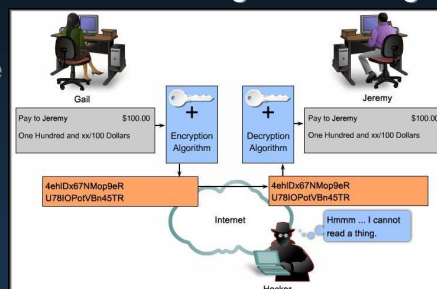 Gail
Jeremy
Pay to Jeremy $100.00
One Hundred and xx/100 Dollars
+
Encryption
Algorithm
+
Decryption
Algorithm
Pay to Jeremy $100.00
One Hundred and xx/100 Dollars
4ehIDx67NMop9eR
U78IOPotVBn45TR
4ehIDx67NMop9eR
U78IOPotVBn45TR
Internet
Hmmm ... I cannot
read a thing.
Hacker